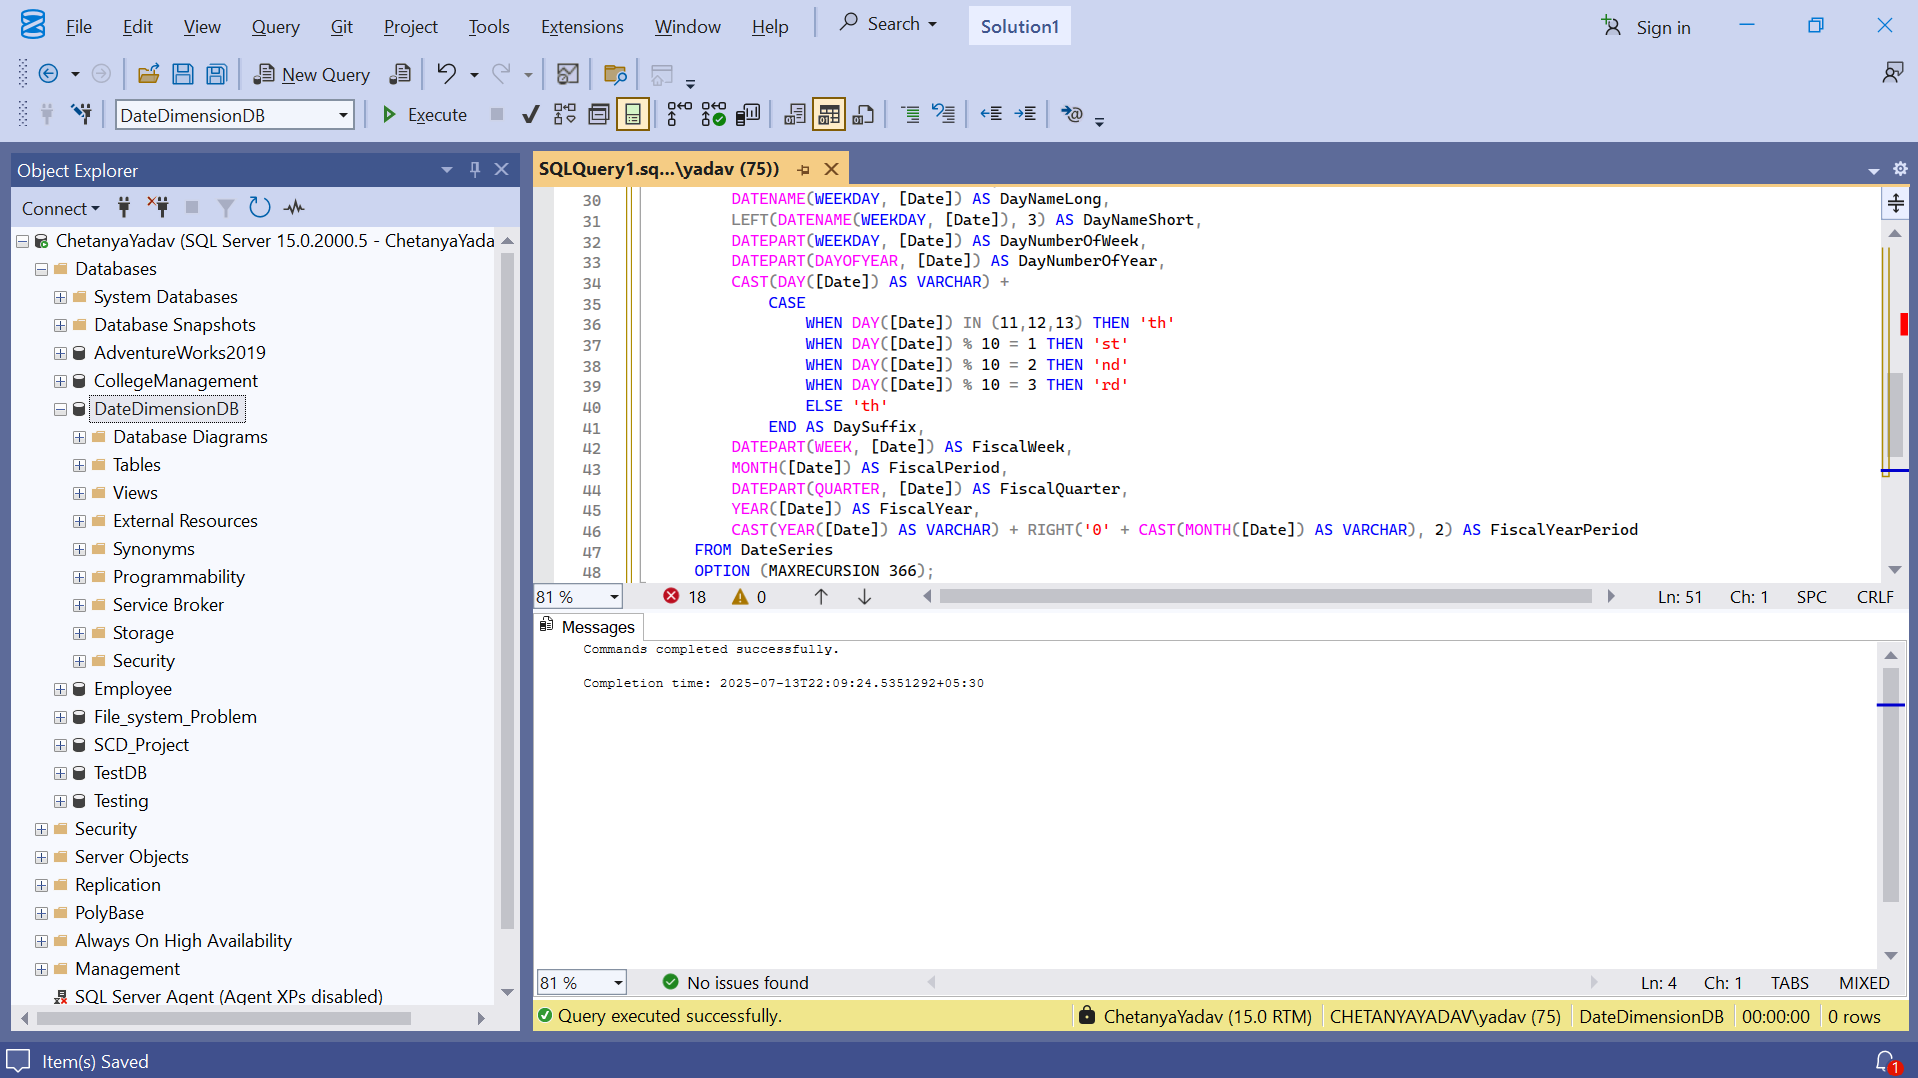 File Edit View Query Git Project Tools Extensions Window Help Search Solution1 Sign in
New Query
DateDimensionDB Execute
Object Explorer
Connect
ChetanyaYadav (SQL Server 15.0.2000.5 - ChetanyaYada
Databases
System Databases
Database Snapshots
AdventureWorks2019
CollegeManagement
DateDimensionDB
Database Diagrams
Tables
Views
External Resources
Synonyms
Programmability
Service Broker
Storage
Security
Employee
File_system_Problem
SCD_Project
TestDB
Testing
Security
Server Objects
Replication
PolyBase
Always On High Availability
Management
SQL Server Agent (Agent XPs disabled)
SQLQuery1.sq...\yadav (75))
30 DATENAME(WEEKDAY, [Date]) AS DayNameLong,
31 LEFT(DATENAME(WEEKDAY, [Date]), 3) AS DayNameShort,
32 DATEPART(WEEKDAY, [Date]) AS DayNumberOfWeek,
33 DATEPART(DAYOFYEAR, [Date]) AS DayNumberOfYear,
34 CAST(DAY([Date]) AS VARCHAR) +
35 CASE
36 WHEN DAY([Date]) IN (11,12,13) THEN 'th'
37 WHEN DAY([Date]) % 10 = 1 THEN 'st'
38 WHEN DAY([Date]) % 10 = 2 THEN 'nd'
39 WHEN DAY([Date]) % 10 = 3 THEN 'rd'
40 ELSE 'th'
41 END AS DaySuffix,
42 DATEPART(WEEK, [Date]) AS FiscalWeek,
43 MONTH([Date]) AS FiscalPeriod,
44 DATEPART(QUARTER, [Date]) AS FiscalQuarter,
45 YEAR([Date]) AS FiscalYear,
46 CAST(YEAR([Date]) AS VARCHAR) + RIGHT('0' + CAST(MONTH([Date]) AS VARCHAR), 2) AS FiscalYearPeriod
47 FROM DateSeries
48 OPTION (MAXRECURSION 366);
81 % 18 0 Ln: 51 Ch: 1 SPC CRLF
Messages
Commands completed successfully.
Completion time: 2025-07-13T22:09:24.5351292+05:30
81 % No issues found Ln: 4 Ch: 1 TABS MIXED
Query executed successfully. ChetanyaYadav (15.0 RTM) CHETANYAYADAV\yadav (75) DateDimensionDB 00:00:00 0 rows
Item(s) Saved 1